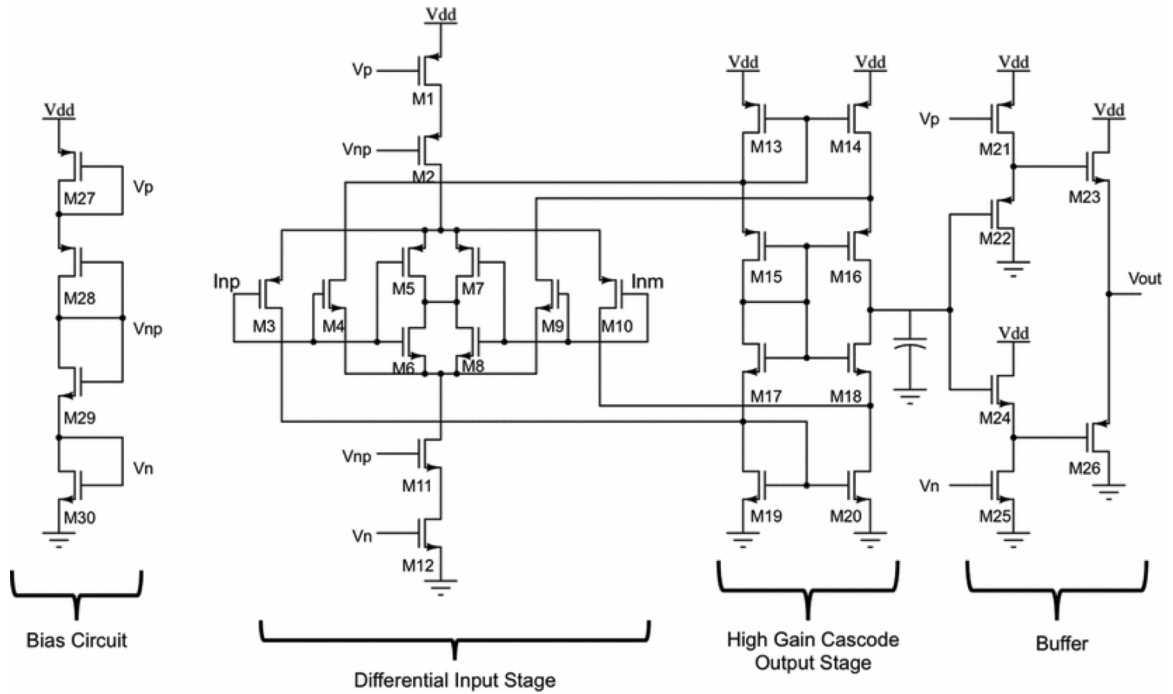 Vdd
Vp
M1
Vnp
M2
Vdd
M27
Vp
M28
Vnp
M29
Vn
M30
Inp
M3
M4
M5
M6
M7
M8
M9
M10
Inm
Vnp
M11
Vn
M12
Vdd
Vdd
M13
M14
M15
M16
M17
M18
M19
M20
Vdd
Vp
M21
M22
Vdd
M23
Vout
Vdd
M24
Vn
M25
M26
Bias Circuit
Differential Input Stage
High Gain Cascode
Output Stage
Buffer